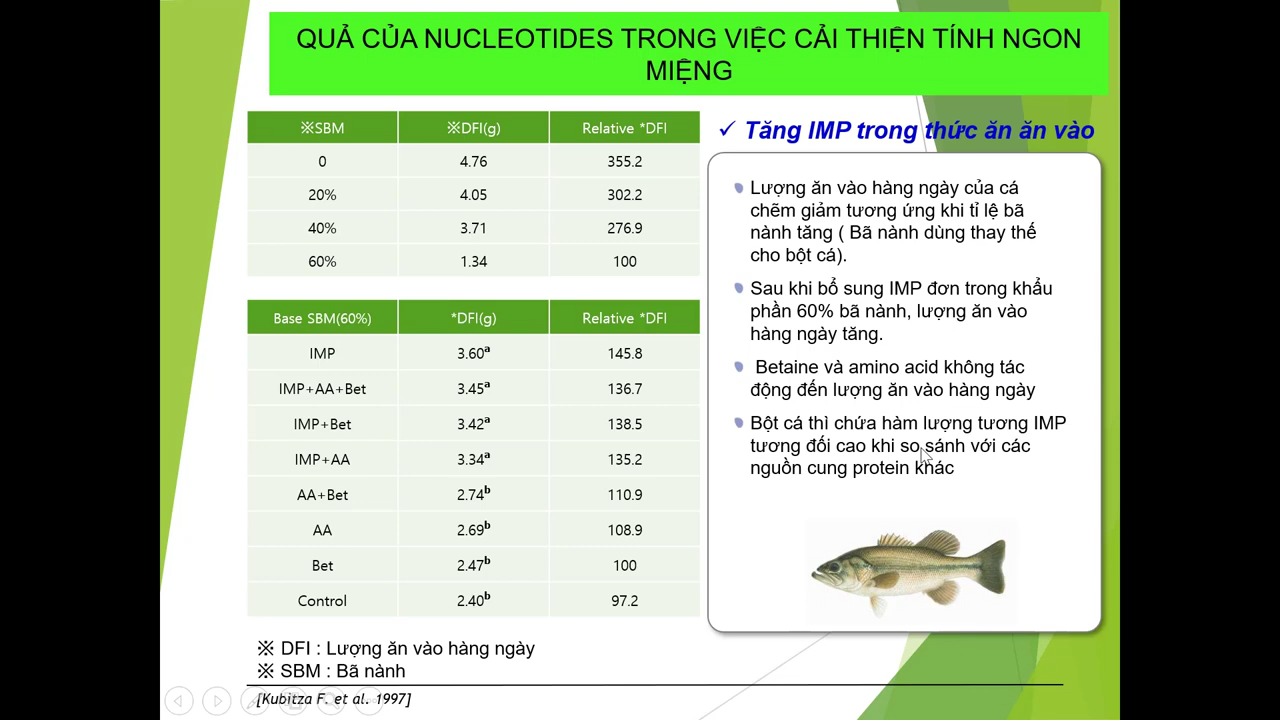 QUẢ CỦA NUCLEOTIDES TRONG VIỆC CẢI THIỆN TÍNH NGON
MIỆNG
※SBM ※DFI(g) Relative *DFI
0 4.76 355.2
20% 4.05 302.2
40% 3.71 276.9
60% 1.34 100
Base SBM(60%) *DFI(g) Relative *DFI
IMP 3.60ᵃ 145.8
IMP+AA+Bet 3.45ᵃ 136.7
IMP+Bet 3.42ᵃ 138.5
IMP+AA 3.34ᵃ 135.2
AA+Bet 2.74ᵇ 110.9
AA 2.69ᵇ 108.9
Bet 2.47ᵇ 100
Control 2.40ᵇ 97.2
※ DFI : Lượng ăn vào hàng ngày
※ SBM : Bã nành
[Kubitza F. et al. 1997]
✓ Tăng IMP trong thức ăn ăn vào
Lượng ăn vào hàng ngày của cá
chẽm giảm tương ứng khi tỉ lệ bã
nành tăng ( Bã nành dùng thay thế
cho bột cá).
Sau khi bổ sung IMP đơn trong khẩu
phần 60% bã nành, lượng ăn vào
hàng ngày tăng.
Betaine và amino acid không tác
động đến lượng ăn vào hàng ngày
Bột cá thì chứa hàm lượng tương IMP
tương đối cao khi so sánh với các
nguồn cung protein khác